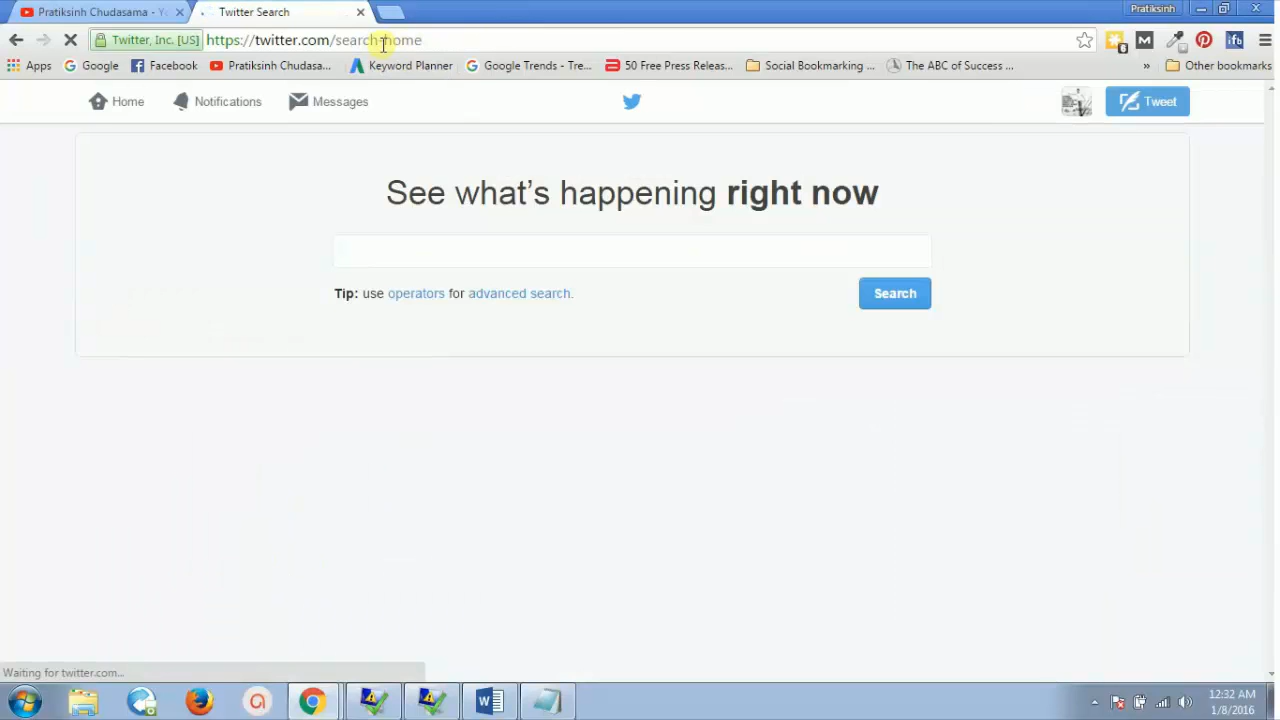 Pratiksinh Chudasama - Yo
Twitter Search
Pratiksinh
Twitter, Inc. [US]
https://twitter.com/search-home
Apps
Google
Facebook
Pratiksinh Chudasa...
Keyword Planner
Google Trends - Tre...
50 Free Press Releas...
Social Bookmarking ...
The ABC of Success ...
»
Other bookmarks
Home
Notifications
Messages
Tweet
See what's happening right now
Tip: use operators for advanced search.
Search
Waiting for twitter.com...
12:32 AM
1/8/2016